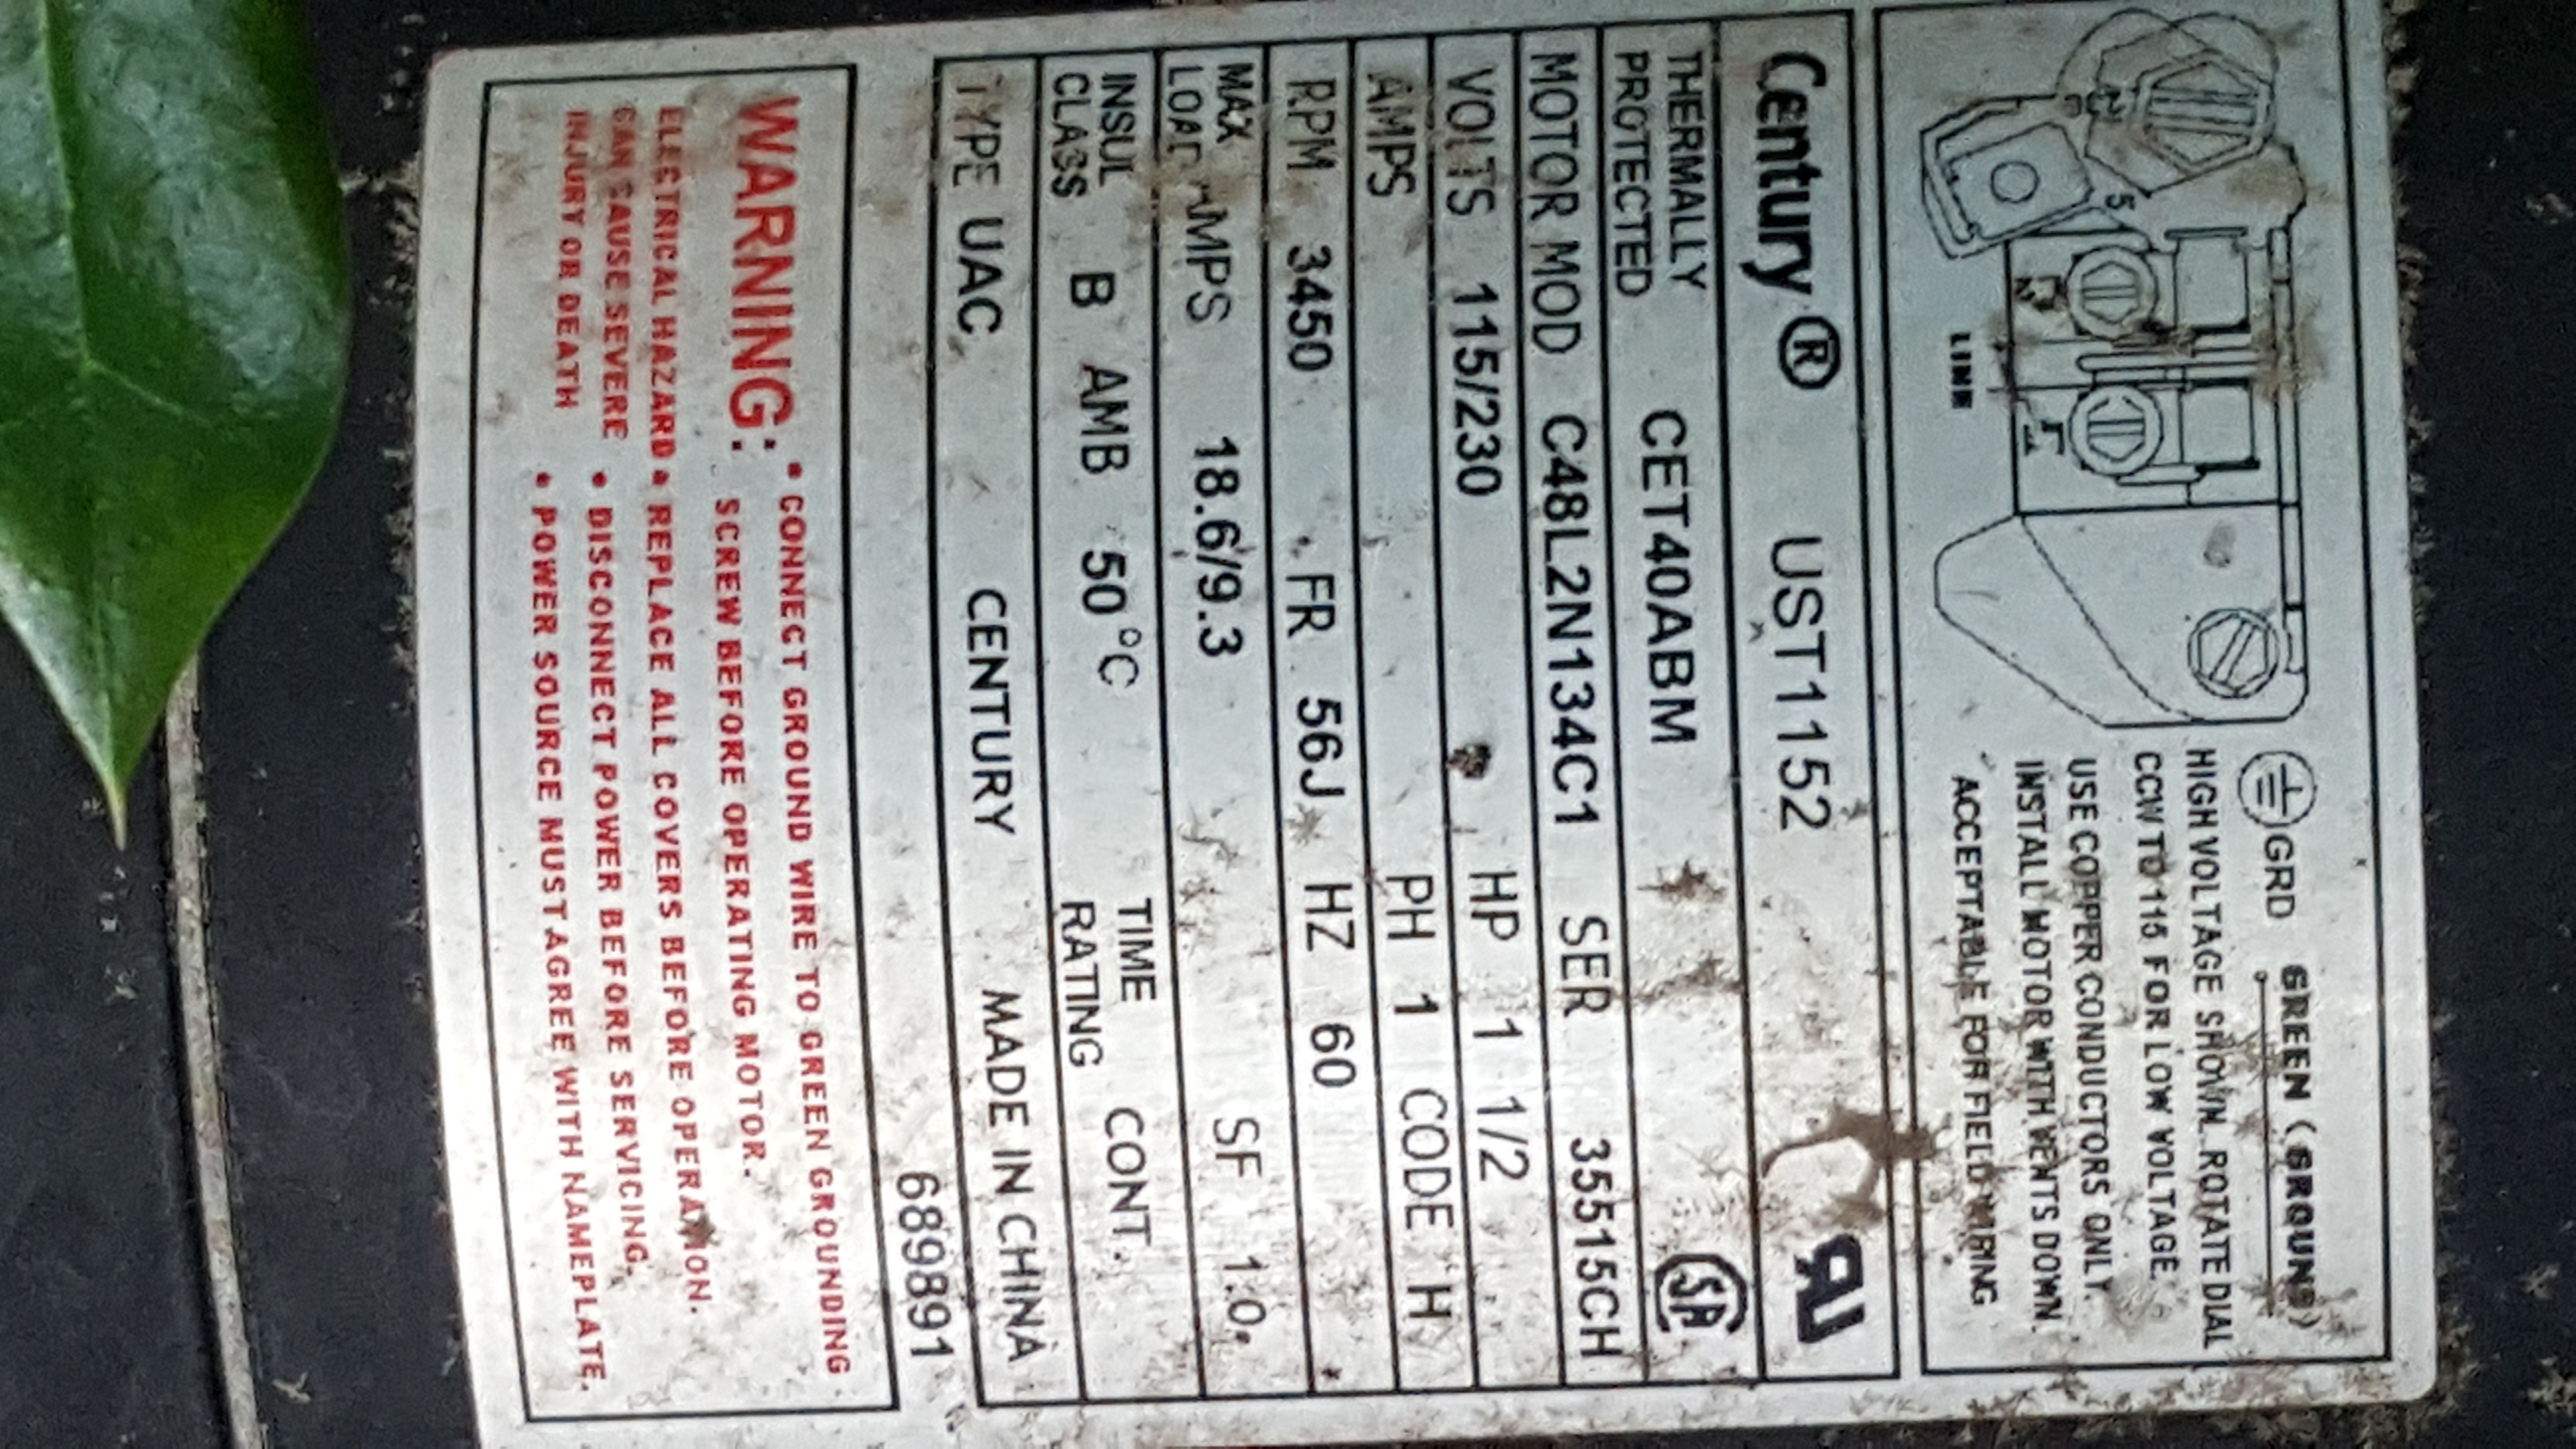 GRD GREEN (GROUND)
HIGH VOLTAGE SHOWN. ROTATE DIAL
CCW TO 115 FOR LOW VOLTAGE.
USE COPPER CONDUCTORS ONLY.
INSTALL MOTOR WITH VENTS DOWN.
ACCEPTABLE FOR FIELD WIRING
LINE
Century® UST1152
THERMALLY
PROTECTED CET40ABM
MOTOR MOD C48L2N134C1 SER 35515CH
VOLTS 115/230 HP 1 1/2
AMPS PH 1 CODE H
RPM 3450 FR 56J HZ 60
MAX
LOAD AMPS 18.6/9.3 SF 1.0
INSUL
CLASS B AMB 50°C TIME
RATING CONT.
TYPE UAC CENTURY MADE IN CHINA
689891
WARNING:
ELECTRICAL HAZARD
CAN CAUSE SEVERE
INJURY OR DEATH
• CONNECT GROUND WIRE TO GREEN GROUNDING
SCREW BEFORE OPERATING MOTOR.
• REPLACE ALL COVERS BEFORE OPERATION.
• DISCONNECT POWER BEFORE SERVICING.
• POWER SOURCE MUST AGREE WITH NAMEPLATE.